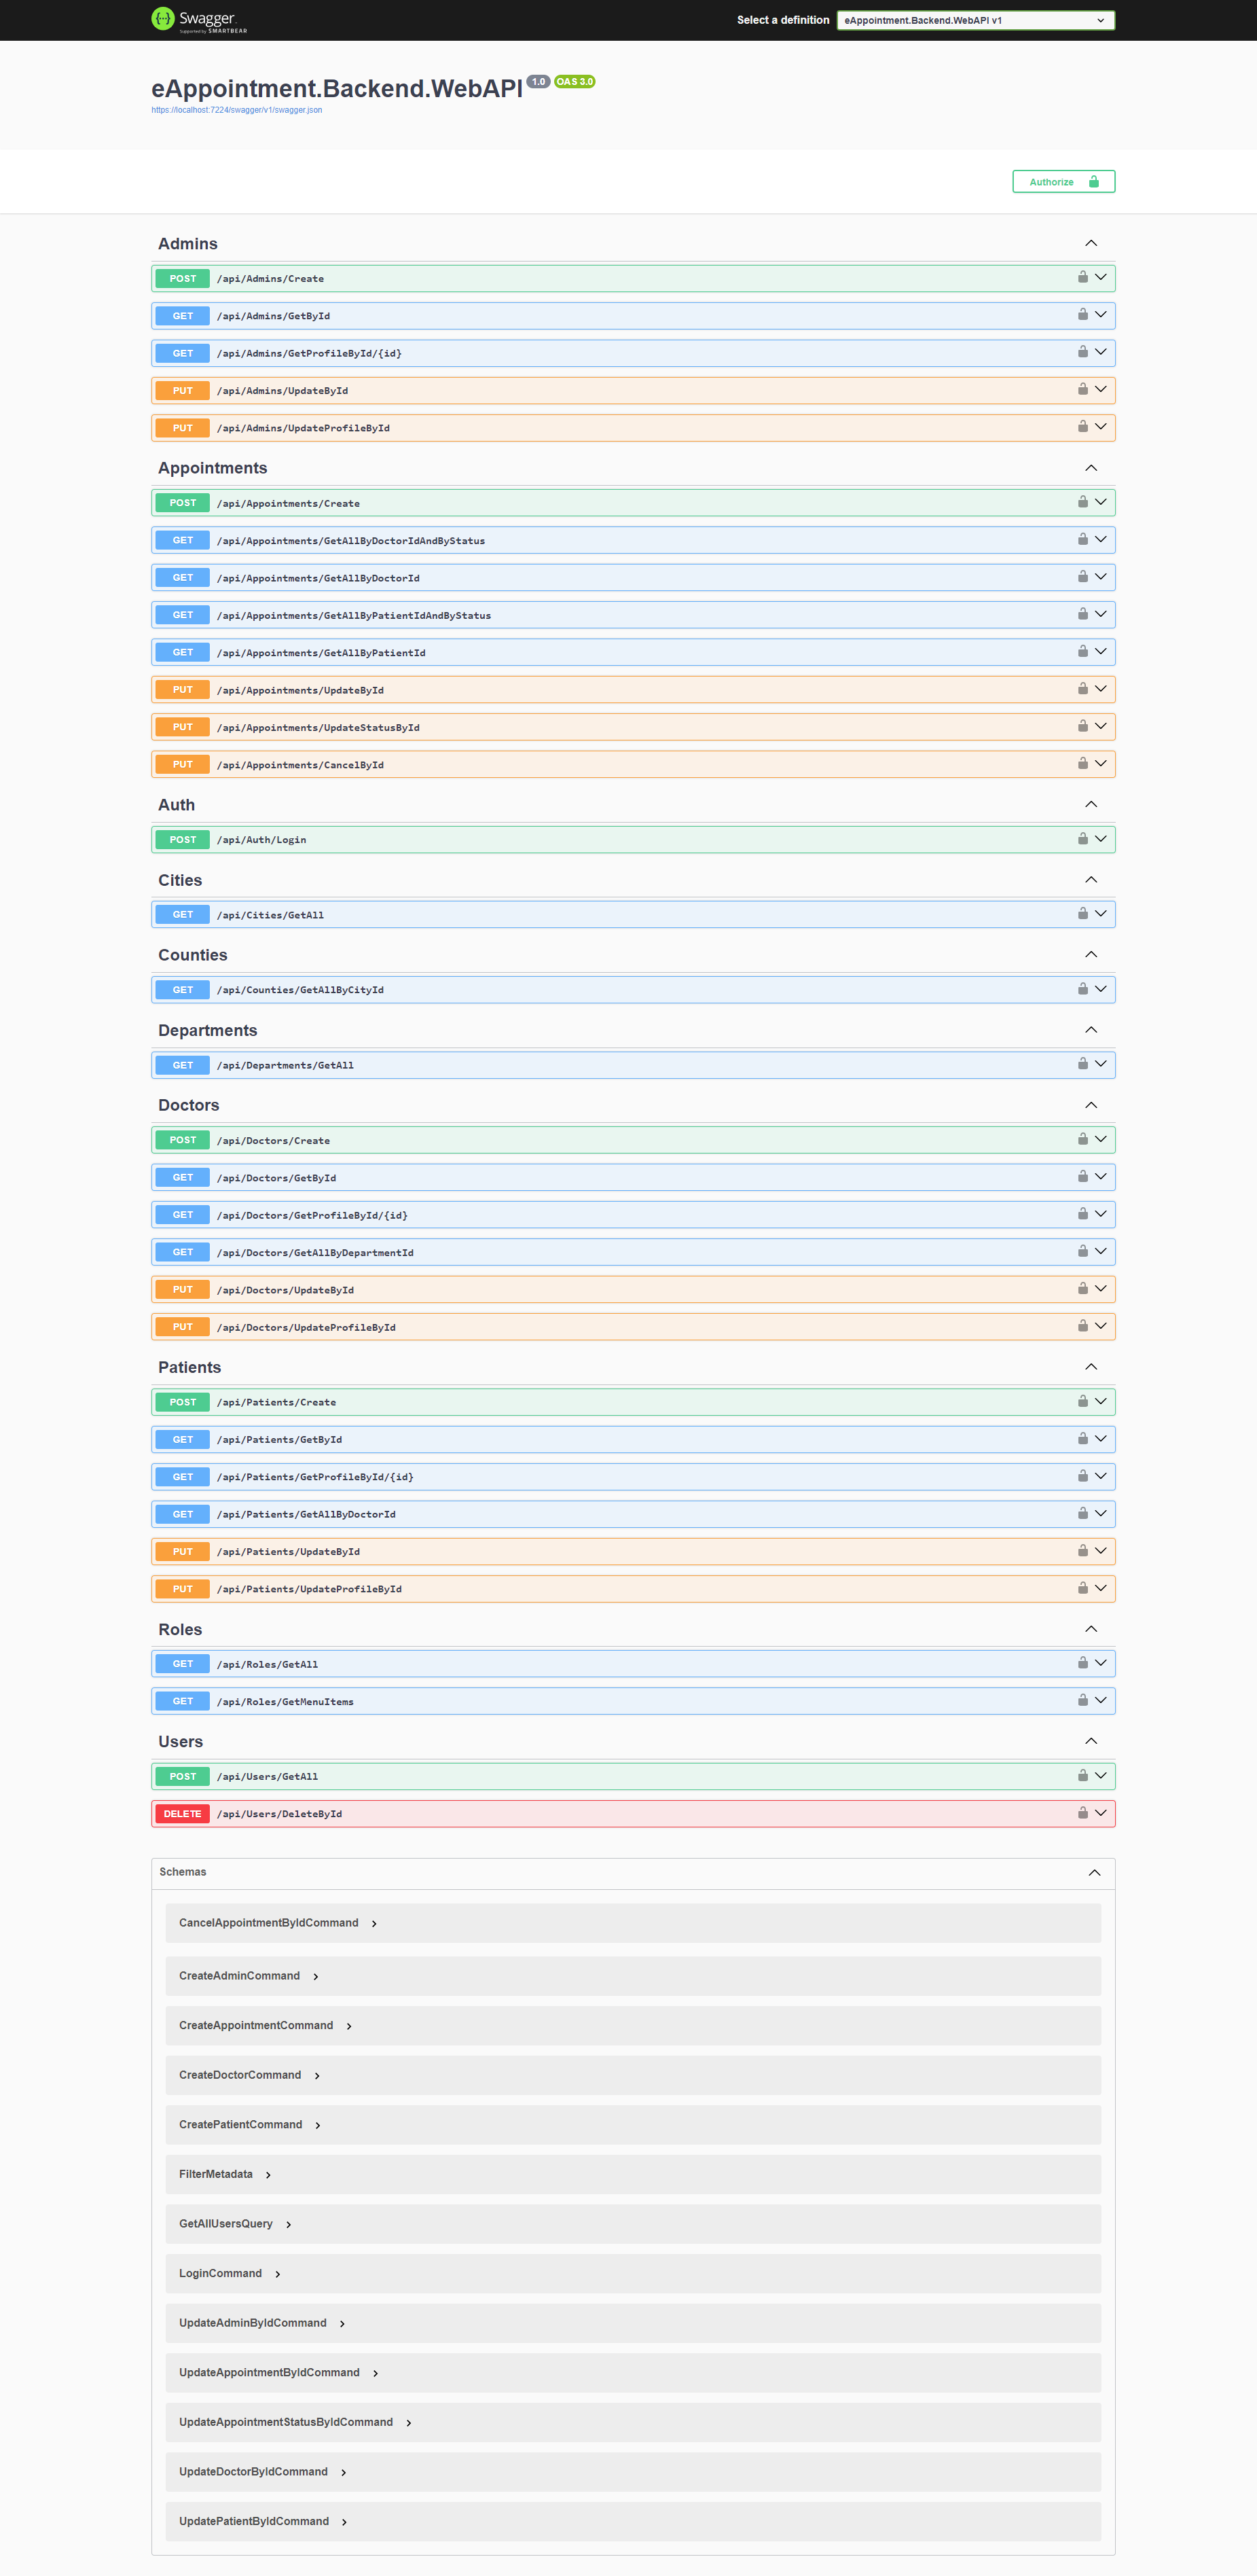 Swagger
Supported by SMARTBEAR
Select a definition
eAppointment.Backend.WebAPI v1
eAppointment.Backend.WebAPI 1.0 OAS 3.0
https://localhost:7224/swagger/v1/swagger.json
Authorize
Admins
POST /api/Admins/Create
GET /api/Admins/GetById
GET /api/Admins/GetProfileById/{id}
PUT /api/Admins/UpdateById
PUT /api/Admins/UpdateProfileById
Appointments
POST /api/Appointments/Create
GET /api/Appointments/GetAllByDoctorIdAndByStatus
GET /api/Appointments/GetAllByDoctorId
GET /api/Appointments/GetAllByPatientIdAndByStatus
GET /api/Appointments/GetAllByPatientId
PUT /api/Appointments/UpdateById
PUT /api/Appointments/UpdateStatusById
PUT /api/Appointments/CancelById
Auth
POST /api/Auth/Login
Cities
GET /api/Cities/GetAll
Counties
GET /api/Counties/GetAllByCityId
Departments
GET /api/Departments/GetAll
Doctors
POST /api/Doctors/Create
GET /api/Doctors/GetById
GET /api/Doctors/GetProfileById/{id}
GET /api/Doctors/GetAllByDepartmentId
PUT /api/Doctors/UpdateById
PUT /api/Doctors/UpdateProfileById
Patients
POST /api/Patients/Create
GET /api/Patients/GetById
GET /api/Patients/GetProfileById/{id}
GET /api/Patients/GetAllByDoctorId
PUT /api/Patients/UpdateById
PUT /api/Patients/UpdateProfileById
Roles
GET /api/Roles/GetAll
GET /api/Roles/GetMenuItems
Users
POST /api/Users/GetAll
DELETE /api/Users/DeleteById
Schemas
CancelAppointmentByIdCommand
CreateAdminCommand
CreateAppointmentCommand
CreateDoctorCommand
CreatePatientCommand
FilterMetadata
GetAllUsersQuery
LoginCommand
UpdateAdminByIdCommand
UpdateAppointmentByIdCommand
UpdateAppointmentStatusByIdCommand
UpdateDoctorByIdCommand
UpdatePatientByIdCommand